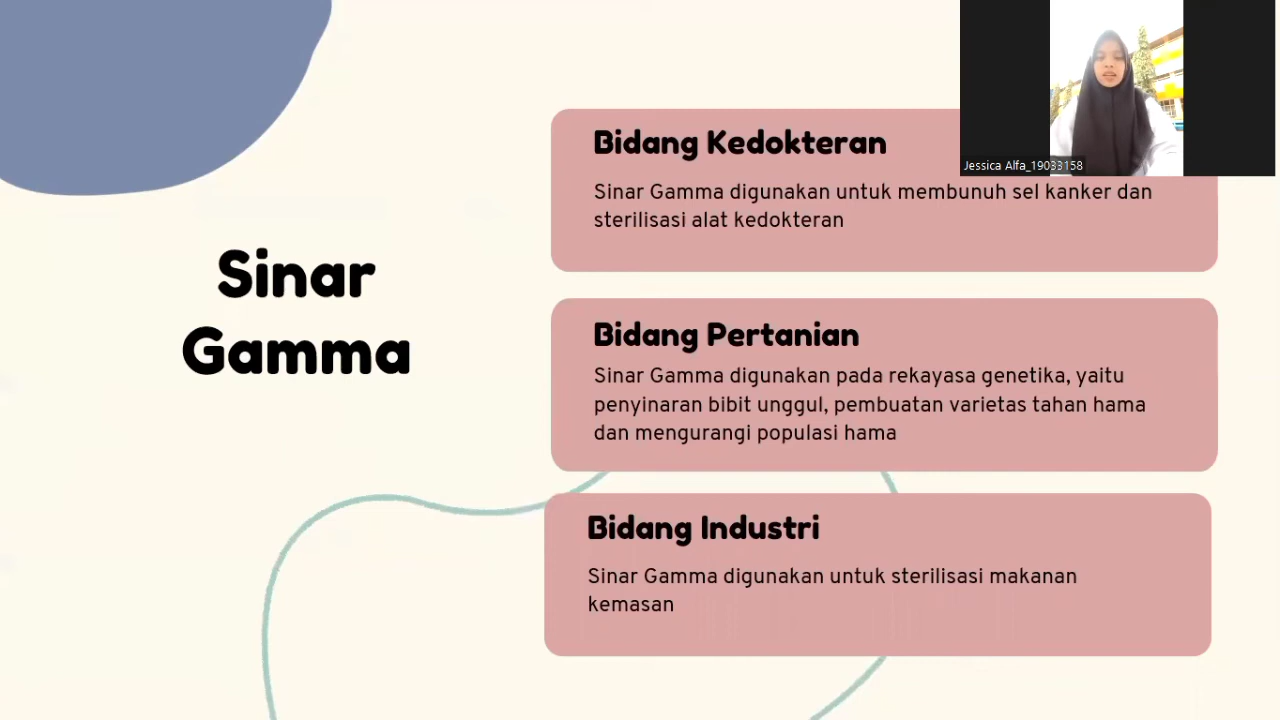 Sinar
Gamma
Bidang Kedokteran
Sinar Gamma digunakan untuk membunuh sel kanker dan
sterilisasi alat kedokteran
Bidang Pertanian
Sinar Gamma digunakan pada rekayasa genetika, yaitu
penyinaran bibit unggul, pembuatan varietas tahan hama
dan mengurangi populasi hama
Bidang Industri
Sinar Gamma digunakan untuk sterilisasi makanan
kemasan
Jessica Alfa_19033158